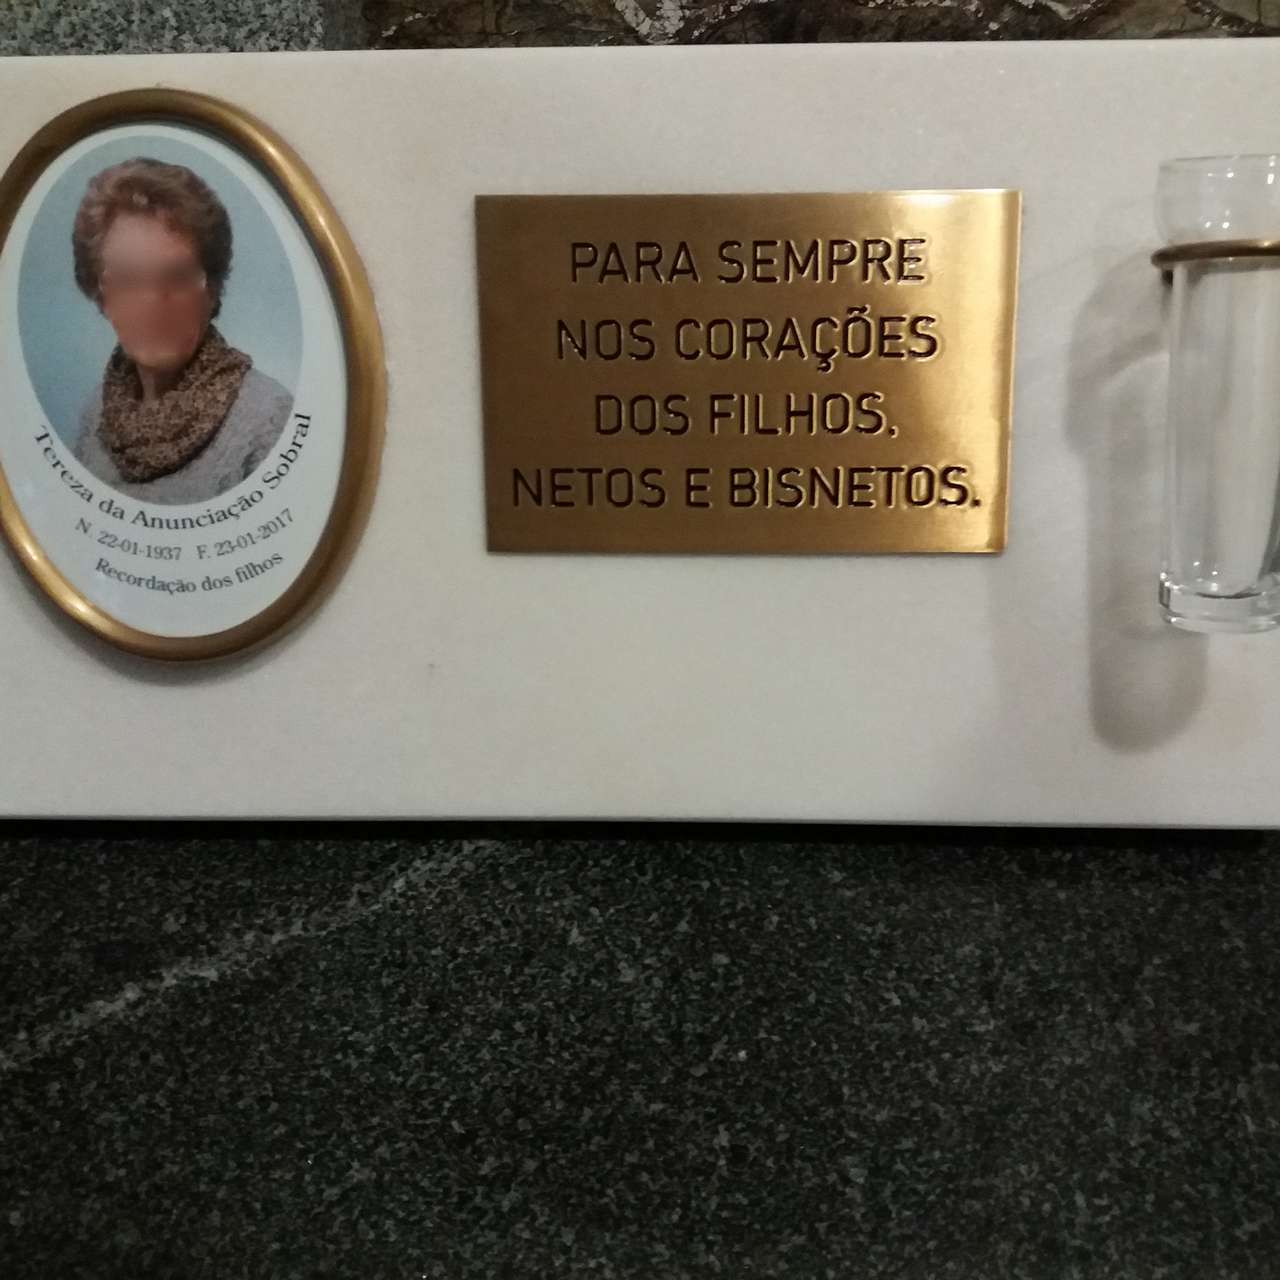 Tereza da Anunciação Sobral
N. 22-01-1937 F. 23-01-2017
Recordação dos filhos
PARA SEMPRE
NOS CORAÇÕES
DOS FILHOS,
NETOS E BISNETOS.